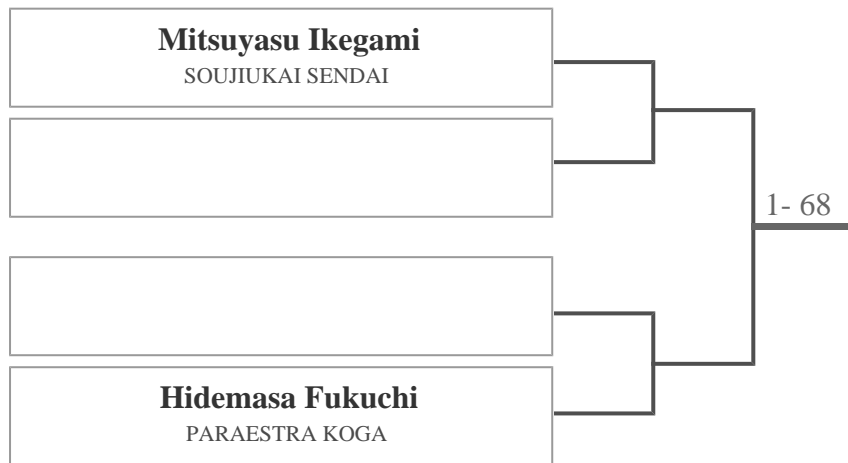 Mitsuyasu Ikegami
SOUJIUKAI SENDAI
1- 68
Hidemasa Fukuchi
PARAESTRA KOGA